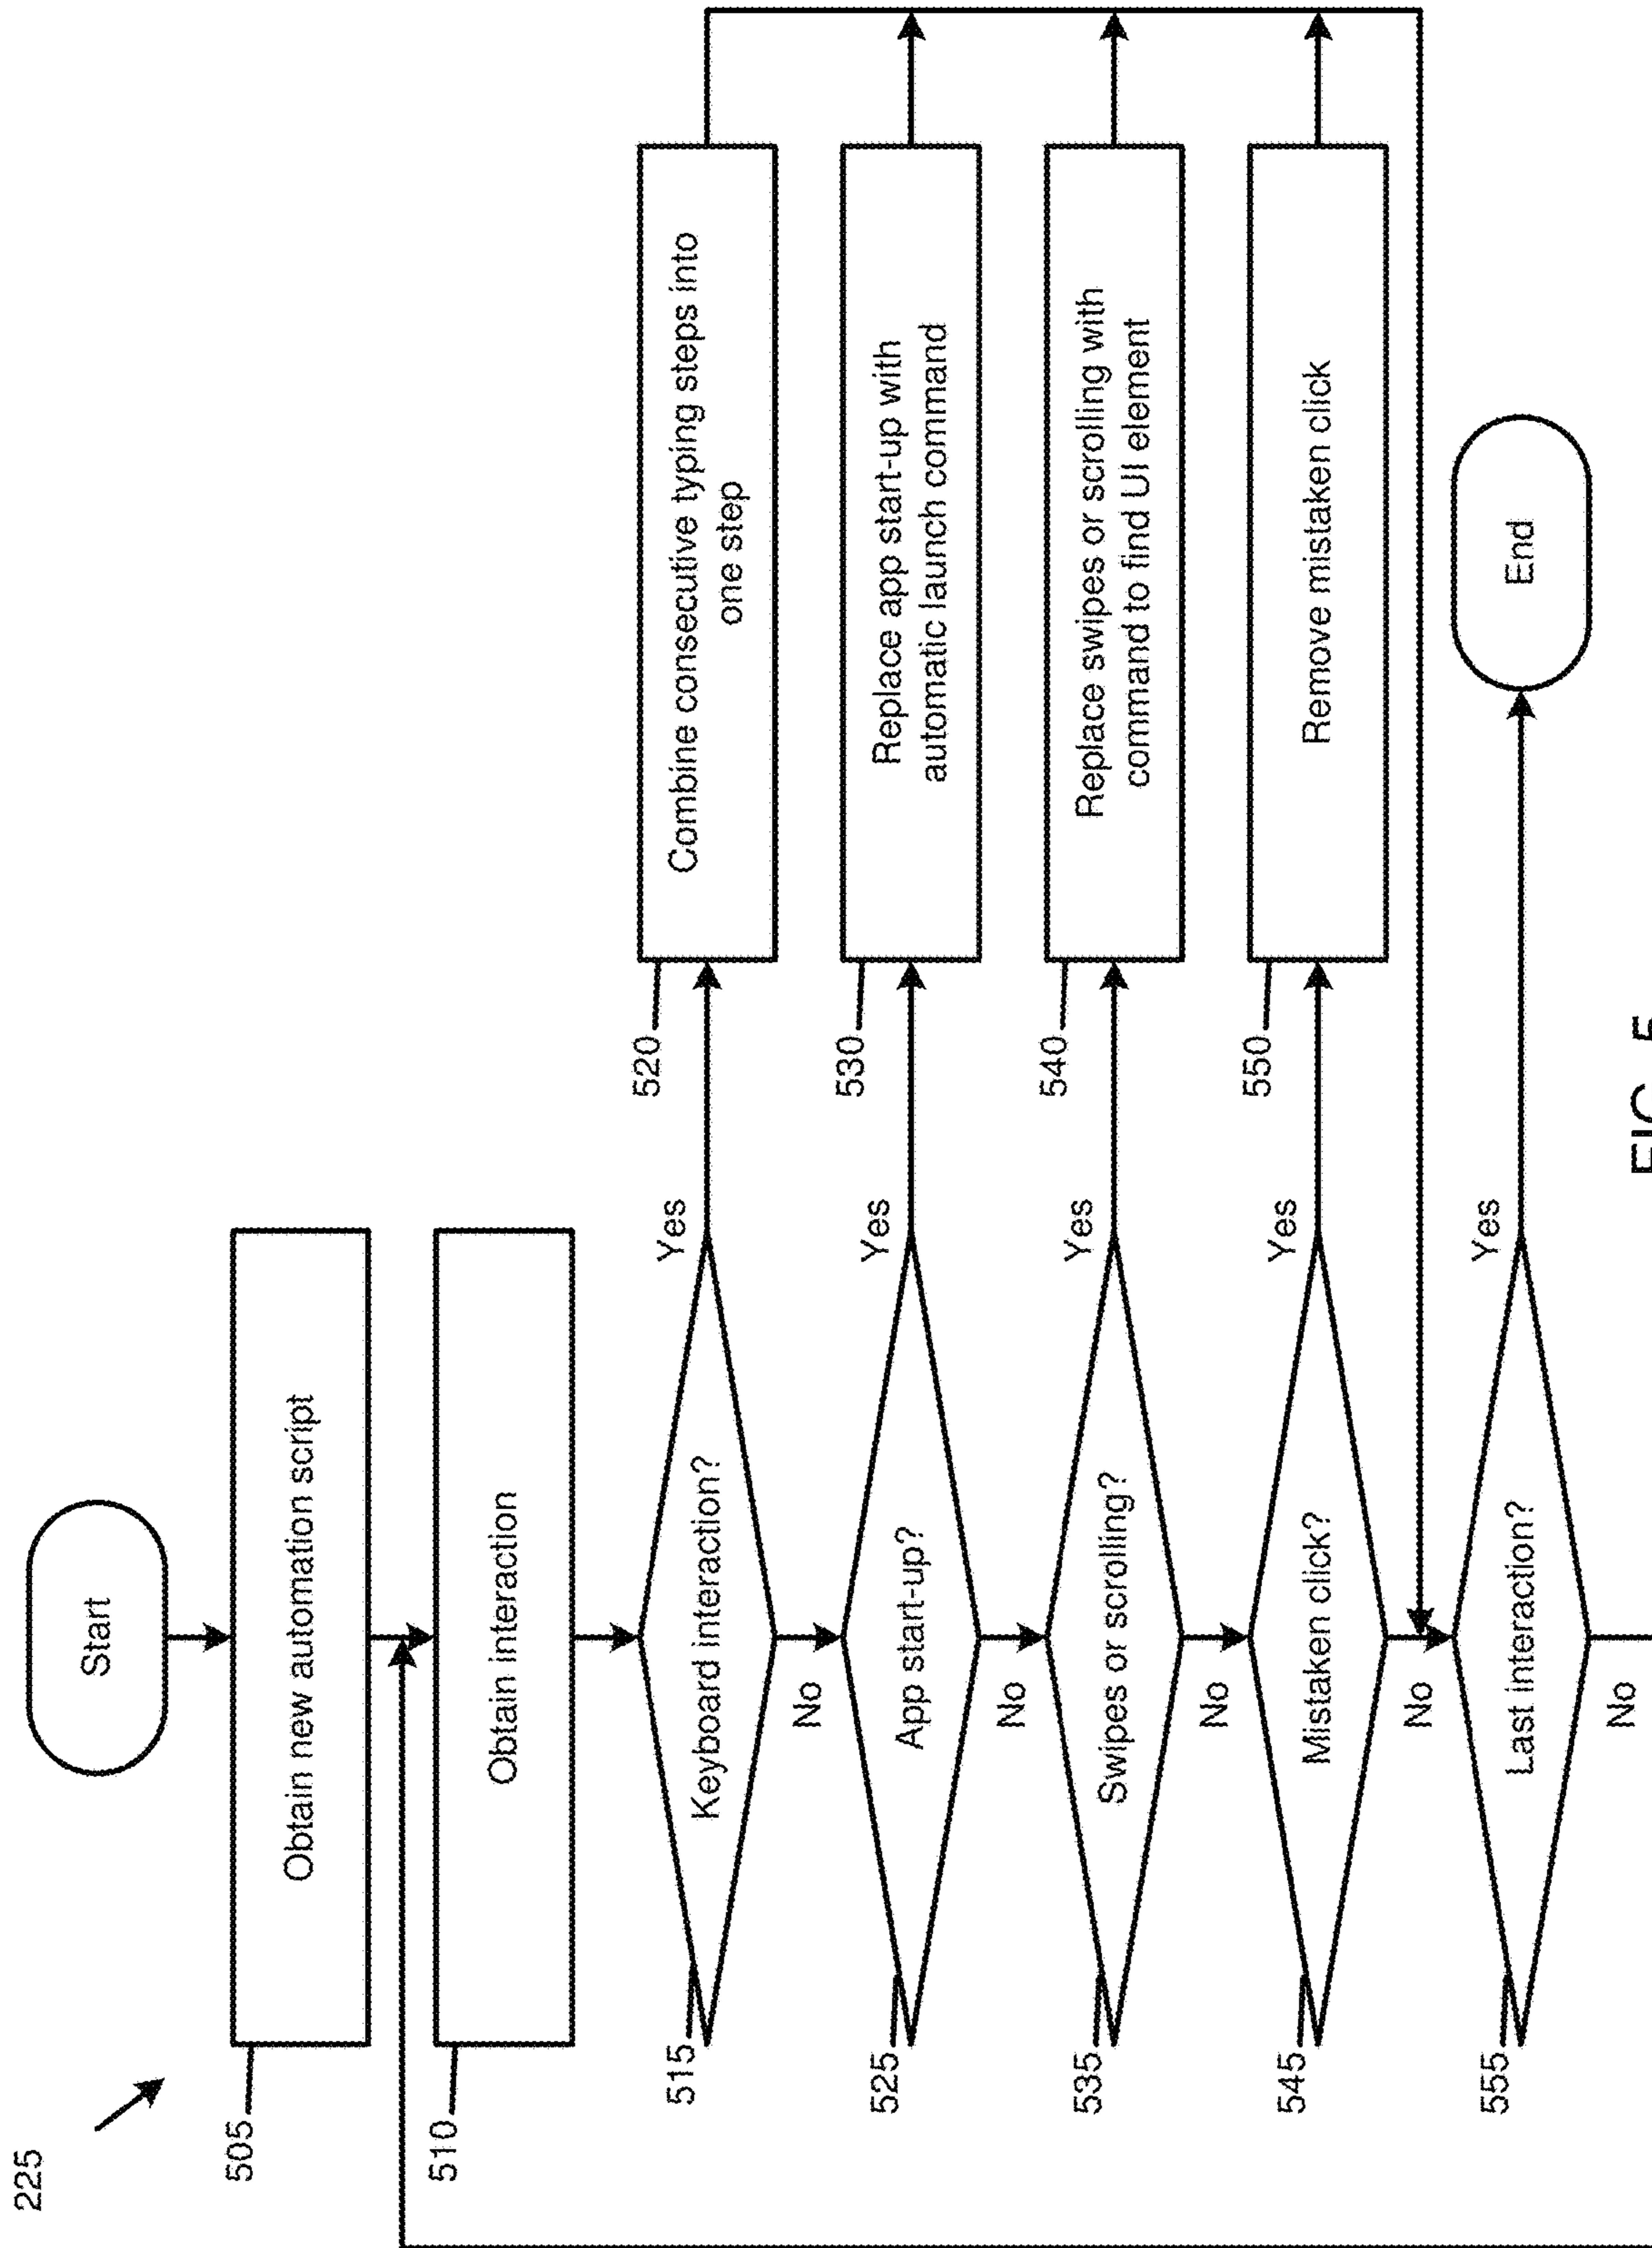 225
Start
505
Obtain new automation script
510
Obtain interaction
515
Keyboard interaction?
Yes
No
520
Combine consecutive typing steps into
one step
525
App start-up?
Yes
No
530
Replace app start-up with
automatic launch command
535
Swipes or scrolling?
Yes
No
540
Replace swipes or scrolling with
command to find UI element
545
Mistaken click?
Yes
No
550
Remove mistaken click
555
Last interaction?
Yes
No
End
FIG. 5